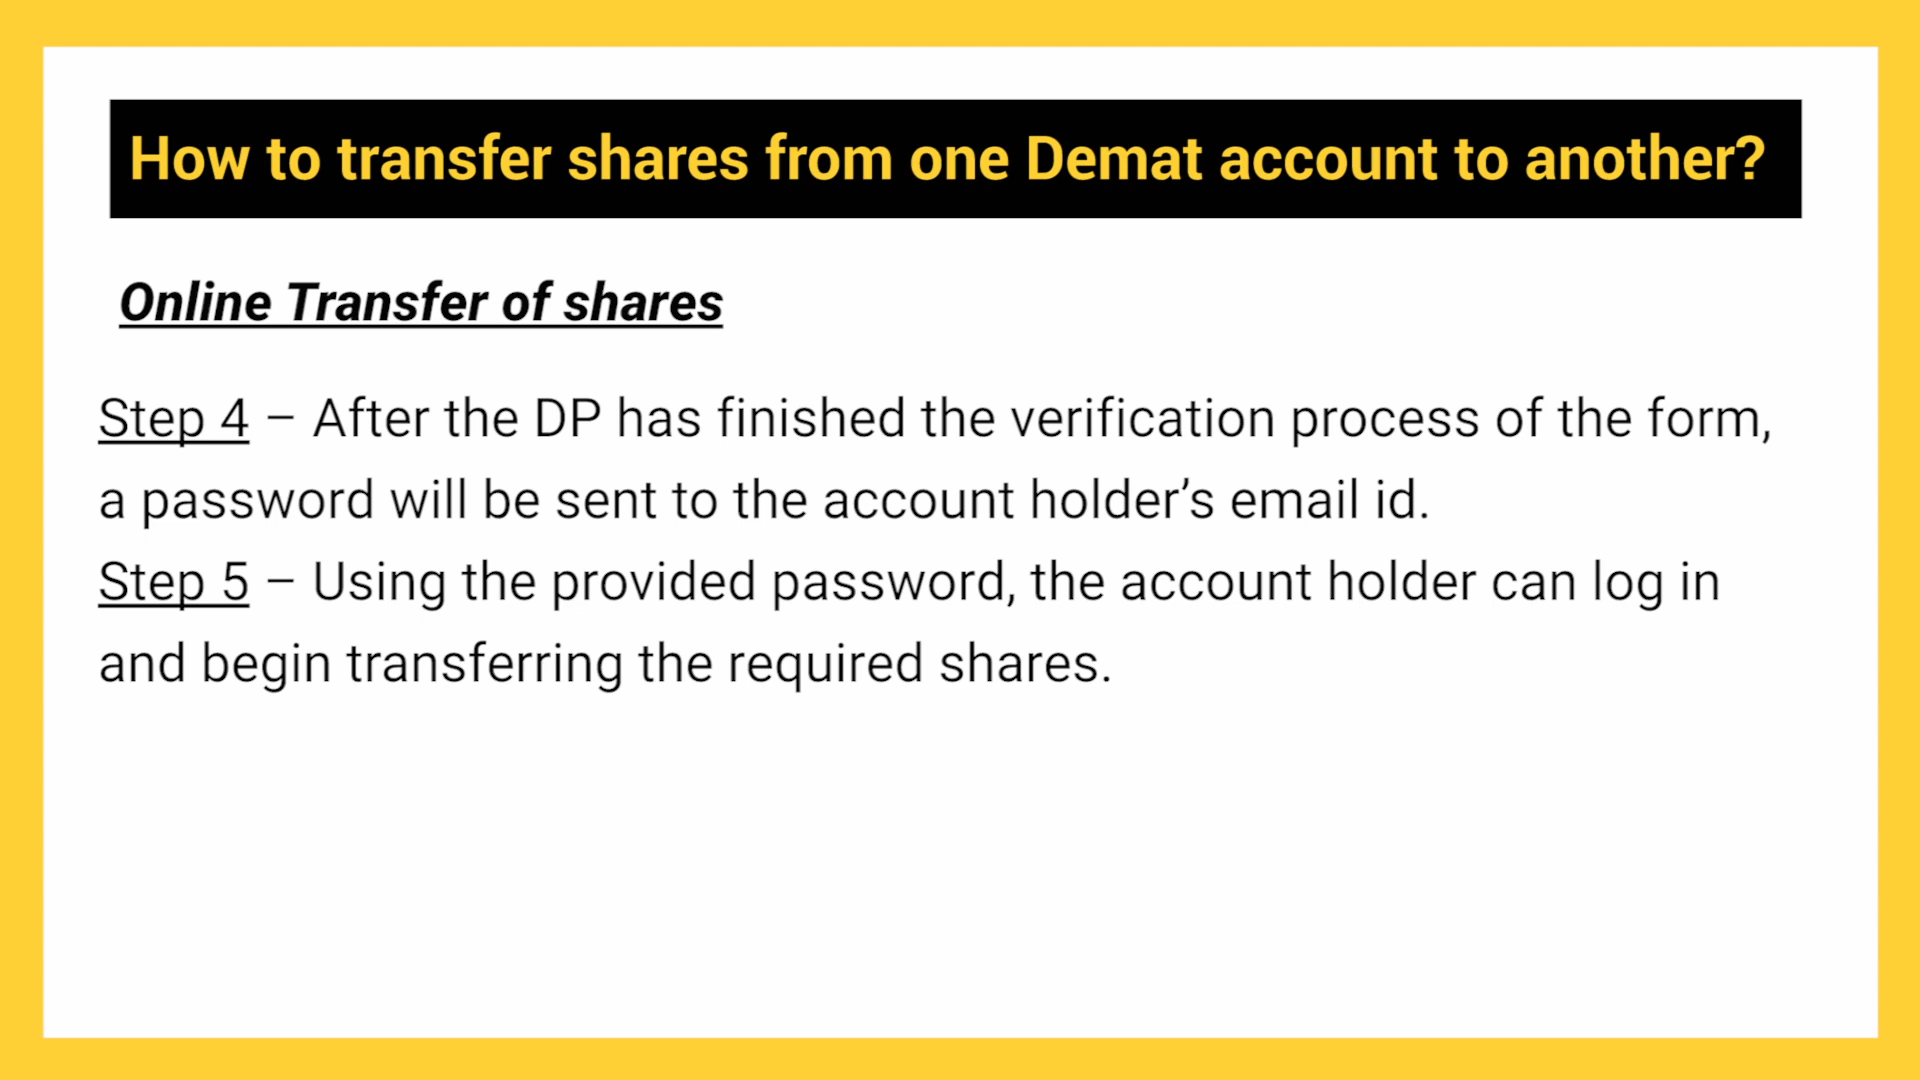 How to transfer shares from one Demat account to another?
Online Transfer of shares
Step 4 – After the DP has finished the verification process of the form,
a password will be sent to the account holder’s email id.
Step 5 – Using the provided password, the account holder can log in
and begin transferring the required shares.